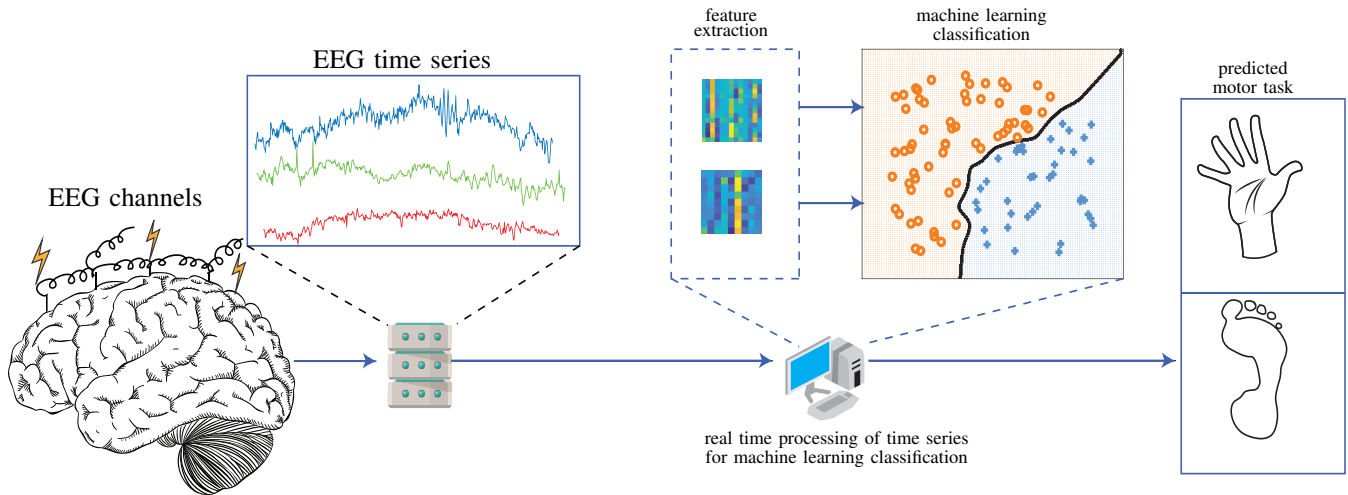 EEG channels
EEG time series
feature
extraction
machine learning
classification
predicted
motor task
real time processing of time series
for machine learning classification